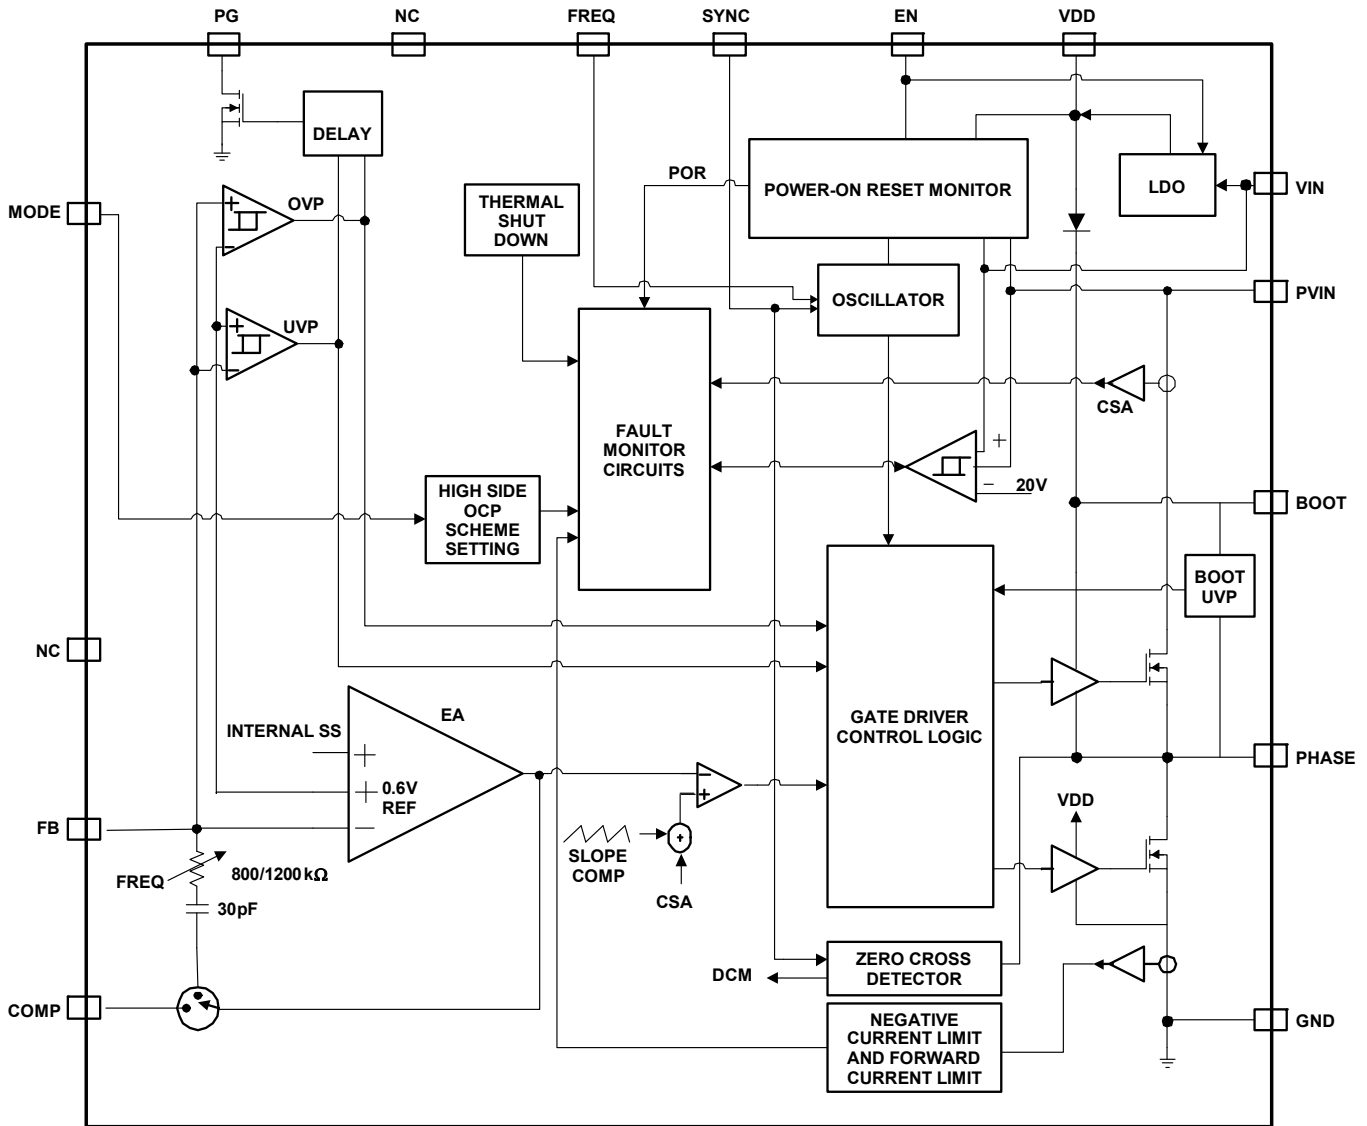 PG
NC
FREQ
SYNC
EN
VDD
DELAY
POWER-ON RESET MONITOR
LDO
VIN
POR
THERMAL
SHUT
DOWN
MODE
OVP
+
−
OSCILLATOR
PVIN
UVP
+
−
CSA
FAULT
MONITOR
CIRCUITS
+
−
20V
HIGH SIDE
OCP
SCHEME
SETTING
BOOT
BOOT
UVP
NC
GATE DRIVER
CONTROL LOGIC
EA
INTERNAL SS
+
+
0.6V
REF
−
−
+
PHASE
VDD
FB
SLOPE
COMP
+
CSA
FREQ
800/1200kΩ
30pF
ZERO CROSS
DETECTOR
DCM
COMP
NEGATIVE
CURRENT LIMIT
AND FORWARD
CURRENT LIMIT
GND